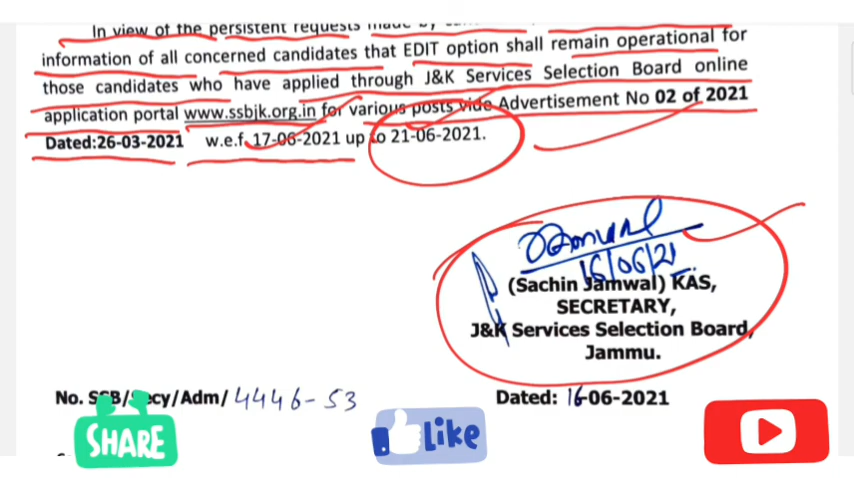 In view of the persistent requests made by
information of all concerned candidates that EDIT option shall remain operational for
those candidates who have applied through J&K Services Selection Board online
application portal www.ssbjk.org.in for various posts vide Advertisement No 02 of 2021
Dated:26-03-2021 w.e.f 17-06-2021 up to 21-06-2021.
16/06/21
(Sachin Jamwal) KAS,
SECRETARY,
J&K Services Selection Board,
Jammu.
No. SSB/Secy/Adm/4446-53 Dated: 16-06-2021
SHARE
Like